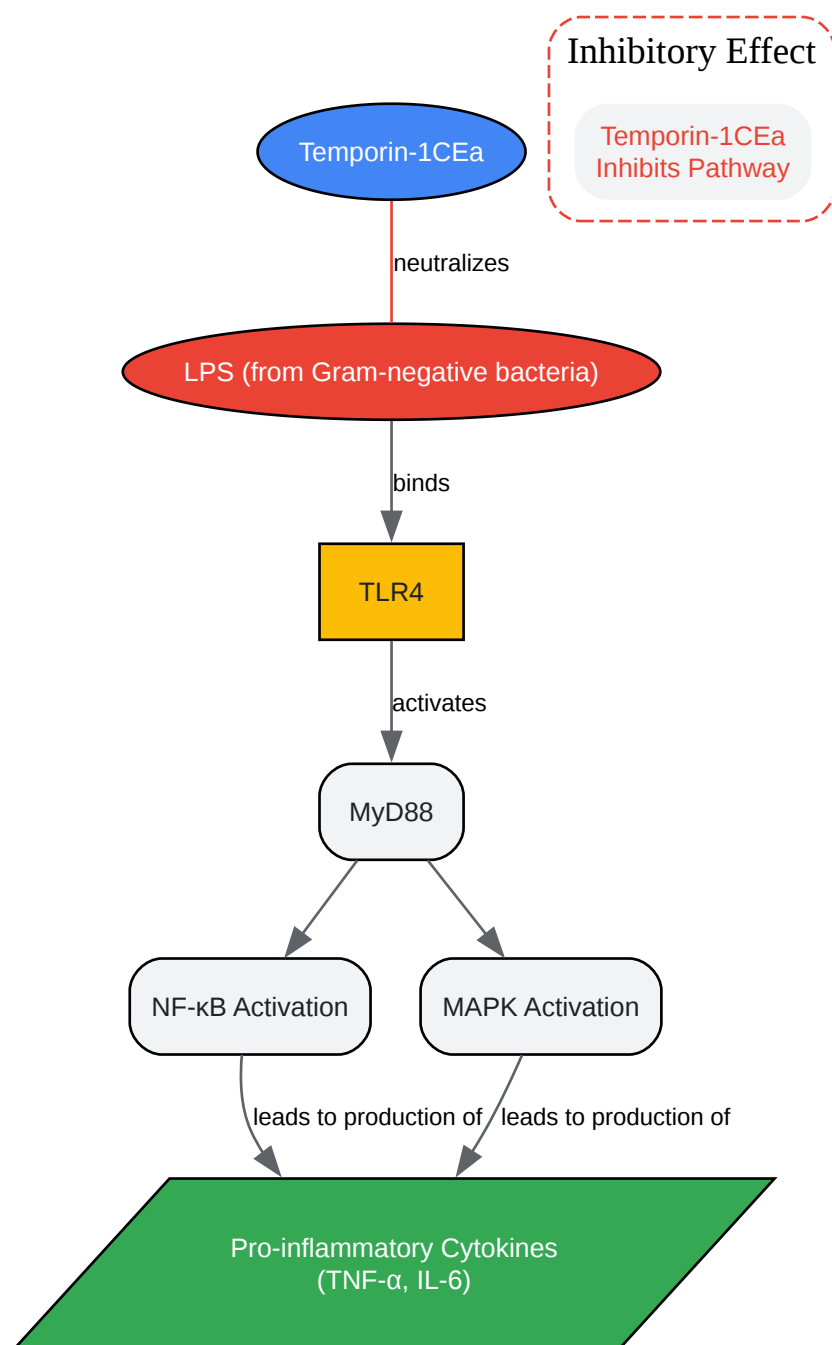 Inhibitory Effect
Temporin-1CEa
Inhibits Pathway
Temporin-1CEa
neutralizes
LPS (from Gram-negative bacteria)
binds
TLR4
activates
MyD88
NF-κB Activation
MAPK Activation
leads to production of
leads to production of
Pro-inflammatory Cytokines
(TNF-α, IL-6)